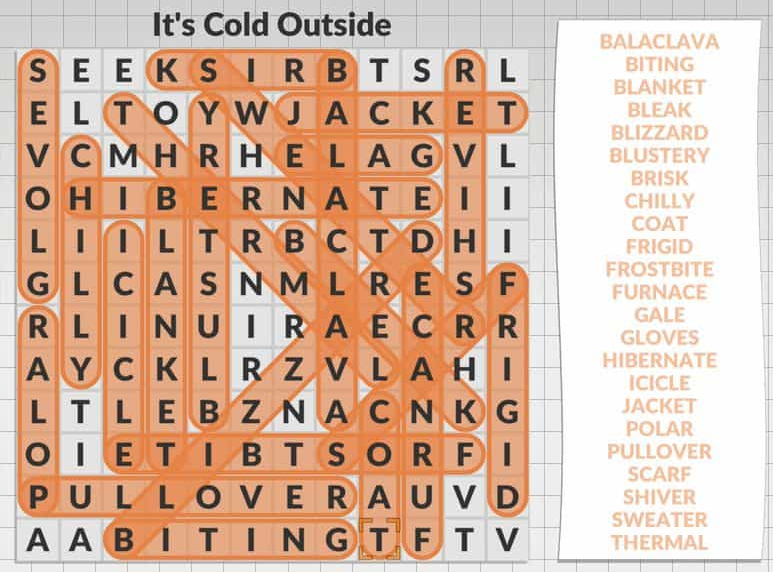 It's Cold Outside
S E E K S I R B T S R L
E L T O Y W J A C K E T
V C M H R H E L A G V L
O H I B E R N A T E I I
L I I L T R B C T D H I
G L C A S N M L R E S F
R L I N U I R A E C R R
A Y C K L R Z V L A H I
L T L E B Z N A C N K G
O I E T I B T S O R F I
P U L L O V E R A U V D
A A B I T I N G T F T V
BALACLAVA
BITING
BLANKET
BLEAK
BLIZZARD
BLUSTERY
BRISK
CHILLY
COAT
FRIGID
FROSTBITE
FURNACE
GALE
GLOVES
HIBERNATE
ICICLE
JACKET
POLAR
PULLOVER
SCARF
SHIVER
SWEATER
THERMAL